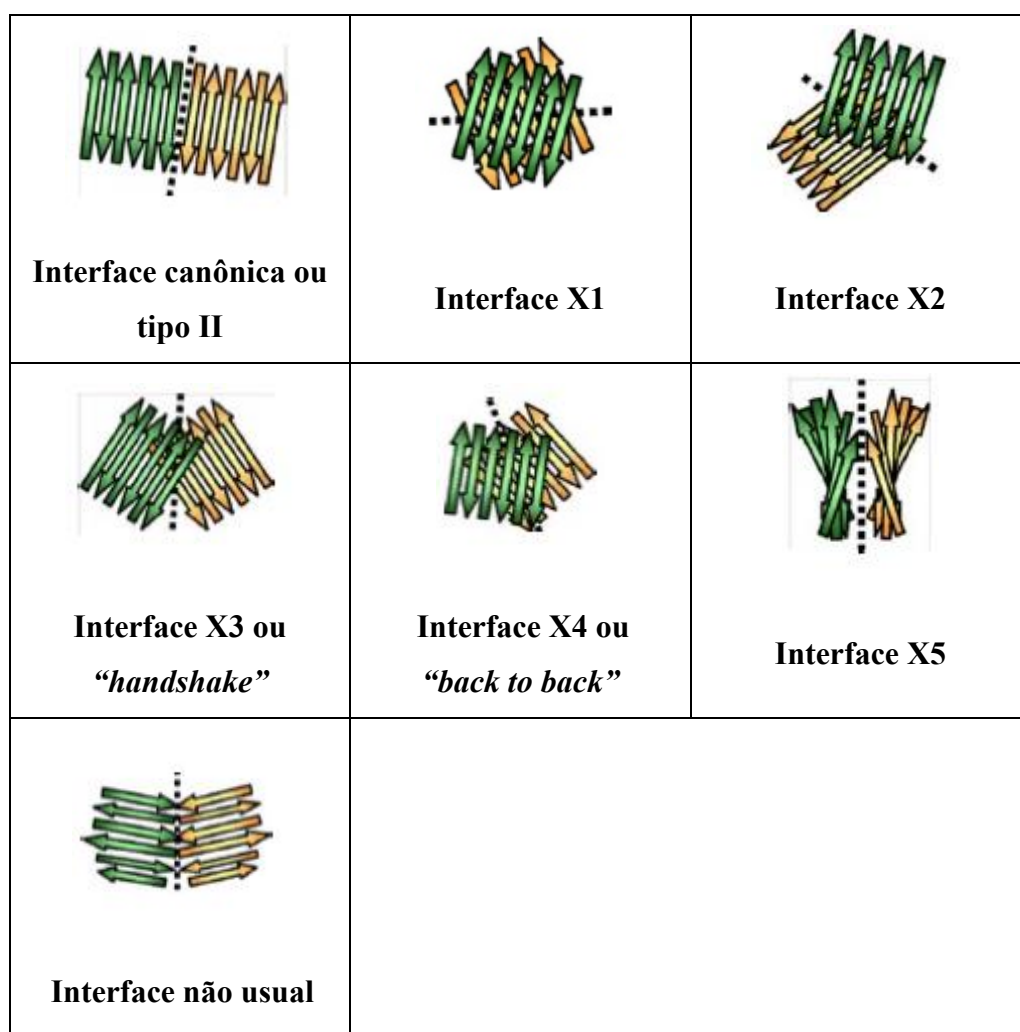 Interface canônica ou
tipo II
Interface X1
Interface X2
Interface X3 ou
“handshake”
Interface X4 ou
“back to back”
Interface X5
Interface não usual